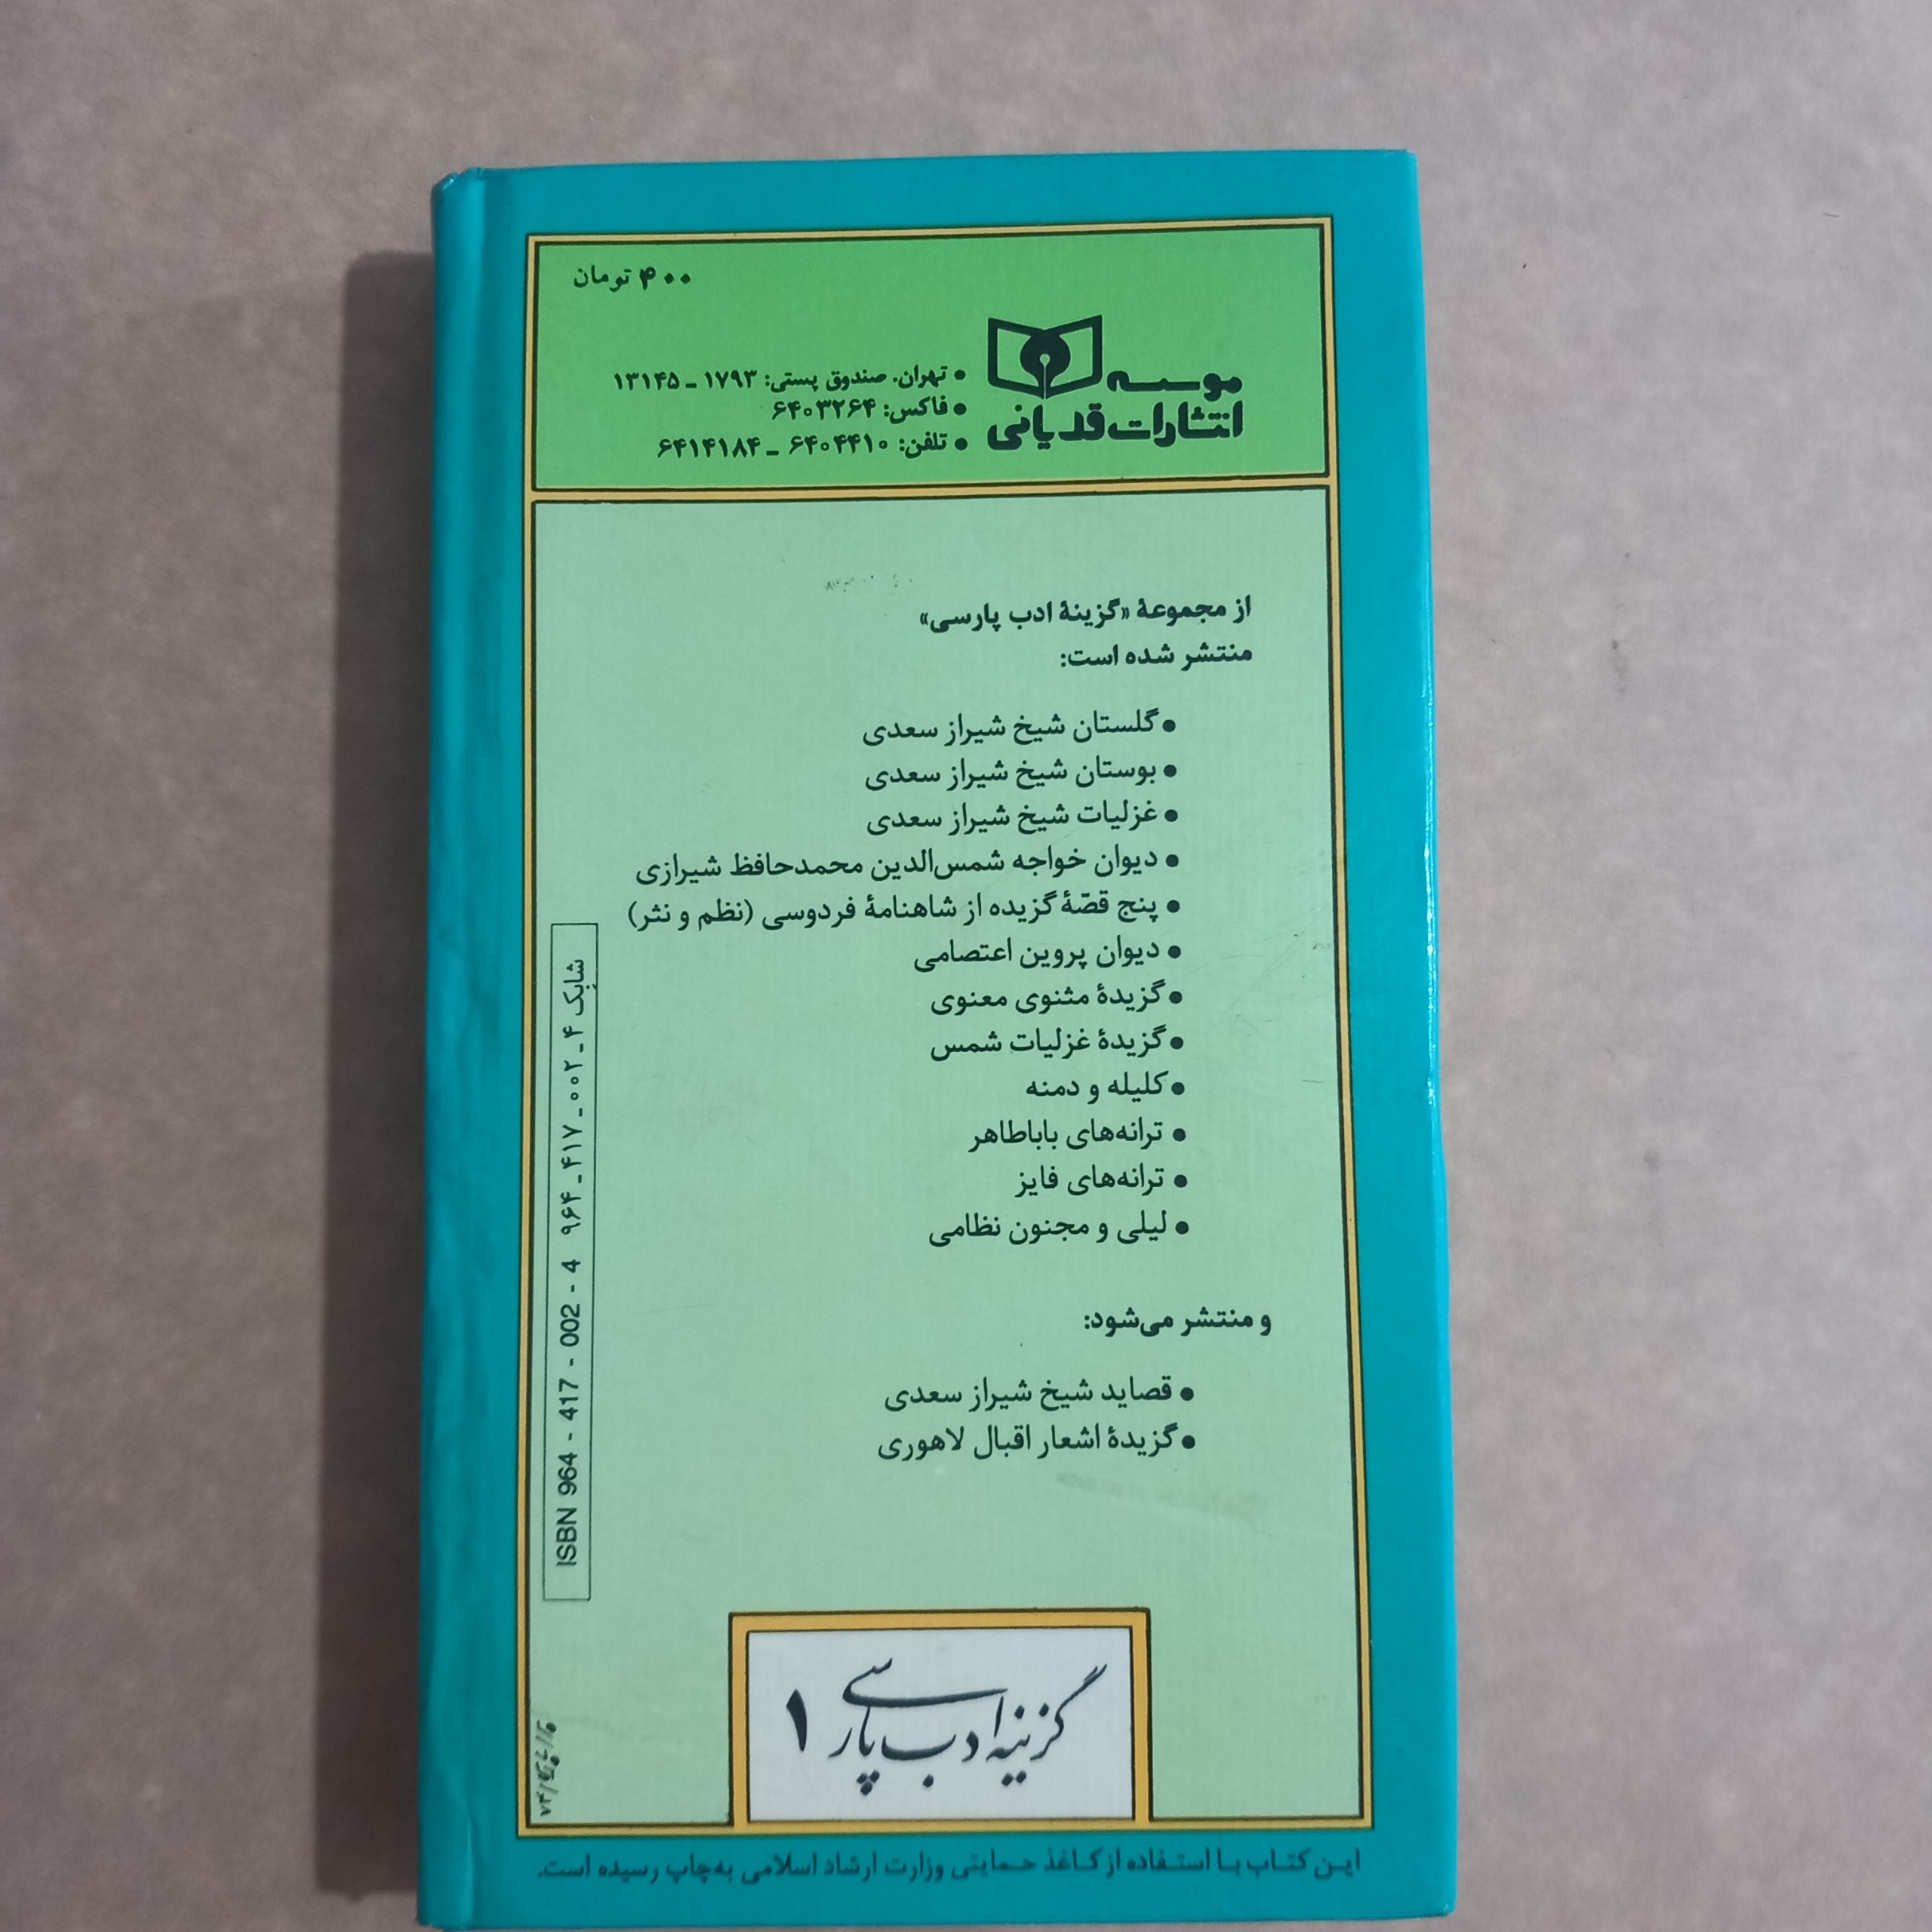 ۴۰۰ تومان
موسسه
انتشارات قدیانی
● تهران. صندوق پستی: ۱۷۹۳ ـ ۱۳۱۴۵
● فاکس: ۶۴۰۳۲۶۴
● تلفن: ۶۴۰۴۴۱۰ ـ ۶۴۱۴۱۸۴
از مجموعهٔ «گزینهٔ ادب پارسی»
منتشر شده است:
● گلستان شیخ شیراز سعدی
● بوستان شیخ شیراز سعدی
● غزلیات شیخ شیراز سعدی
● دیوان خواجه شمس‌الدین محمدحافظ شیرازی
● پنج قصّهٔ گزیده از شاهنامهٔ فردوسی (نظم و نثر)
● دیوان پروین اعتصامی
● گزیدهٔ مثنوی معنوی
● گزیدهٔ غزلیات شمس
● کلیله و دمنه
● ترانه‌های باباطاهر
● ترانه‌های فایز
● لیلی و مجنون نظامی
و منتشر می‌شود:
● قصاید شیخ شیراز سعدی
● گزیدهٔ اشعار اقبال لاهوری
ISBN 964 - 417 - 002 - 4 شابک ۴ ـ ۰۰۲ ـ ۴۱۷ ـ ۹۶۴
گزینه ادب پارسی ۱
این کتاب با استفاده از کاغذ حمایتی وزارت ارشاد اسلامی به‌چاپ رسیده است.